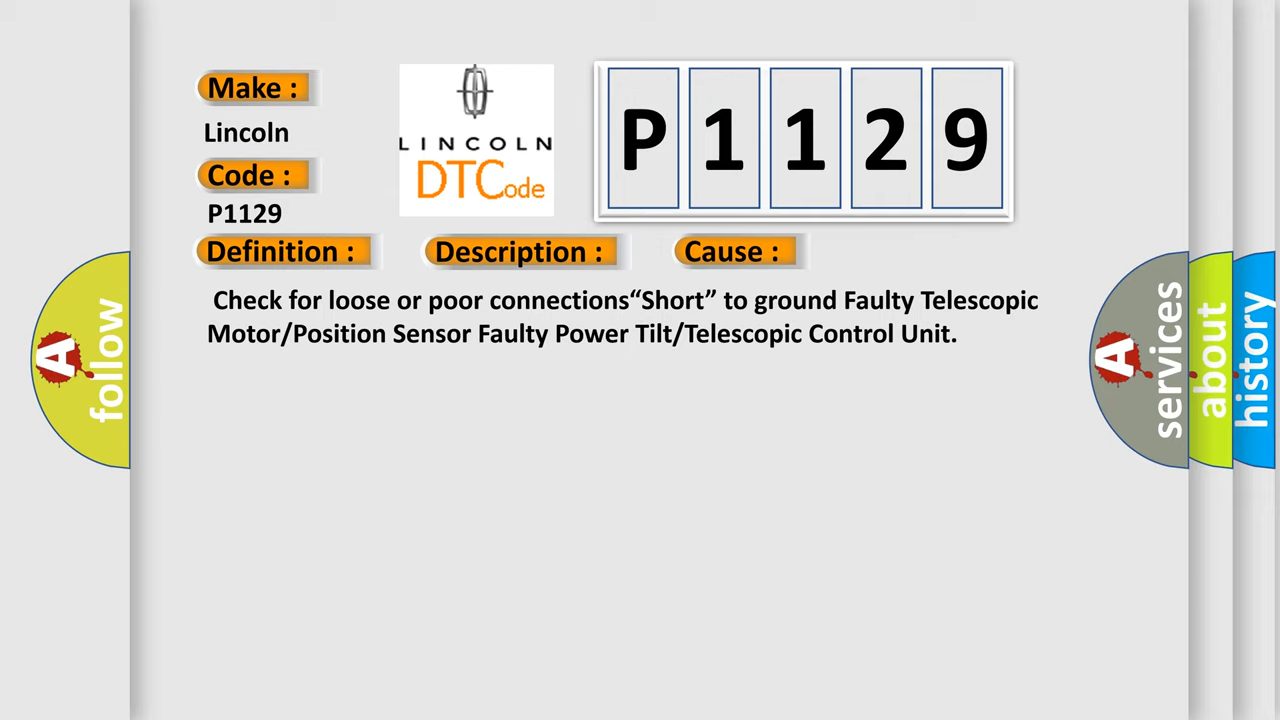 Make :
Lincoln
Code :
P1129
LINCOLN
DTCode
P 1 1 2 9
Definition :
Description :
Cause :
Check for loose or poor connections“Short” to ground Faulty Telescopic
Motor/Position Sensor Faulty Power Tilt/Telescopic Control Unit.
A follow
A services
about
history